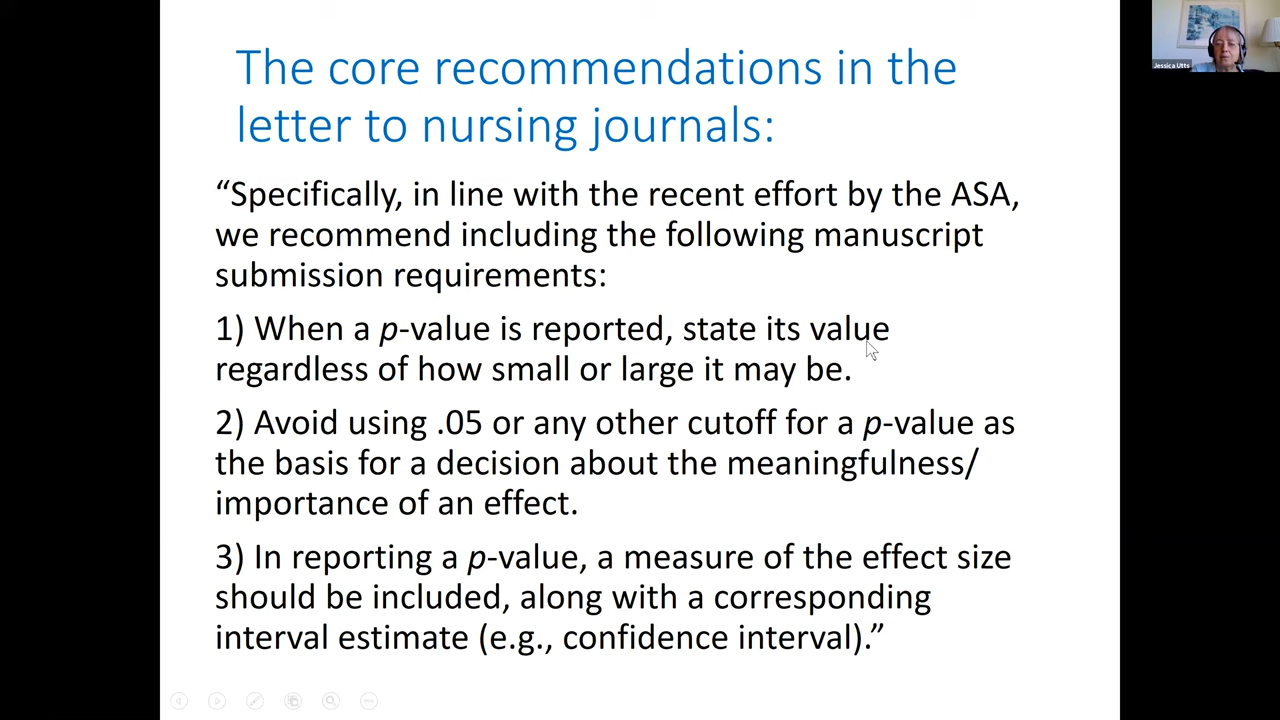 The core recommendations in the
letter to nursing journals:
“Specifically, in line with the recent effort by the ASA,
we recommend including the following manuscript
submission requirements:
1) When a p-value is reported, state its value
regardless of how small or large it may be.
2) Avoid using .05 or any other cutoff for a p-value as
the basis for a decision about the meaningfulness/
importance of an effect.
3) In reporting a p-value, a measure of the effect size
should be included, along with a corresponding
interval estimate (e.g., confidence interval).”
Jessica Utts